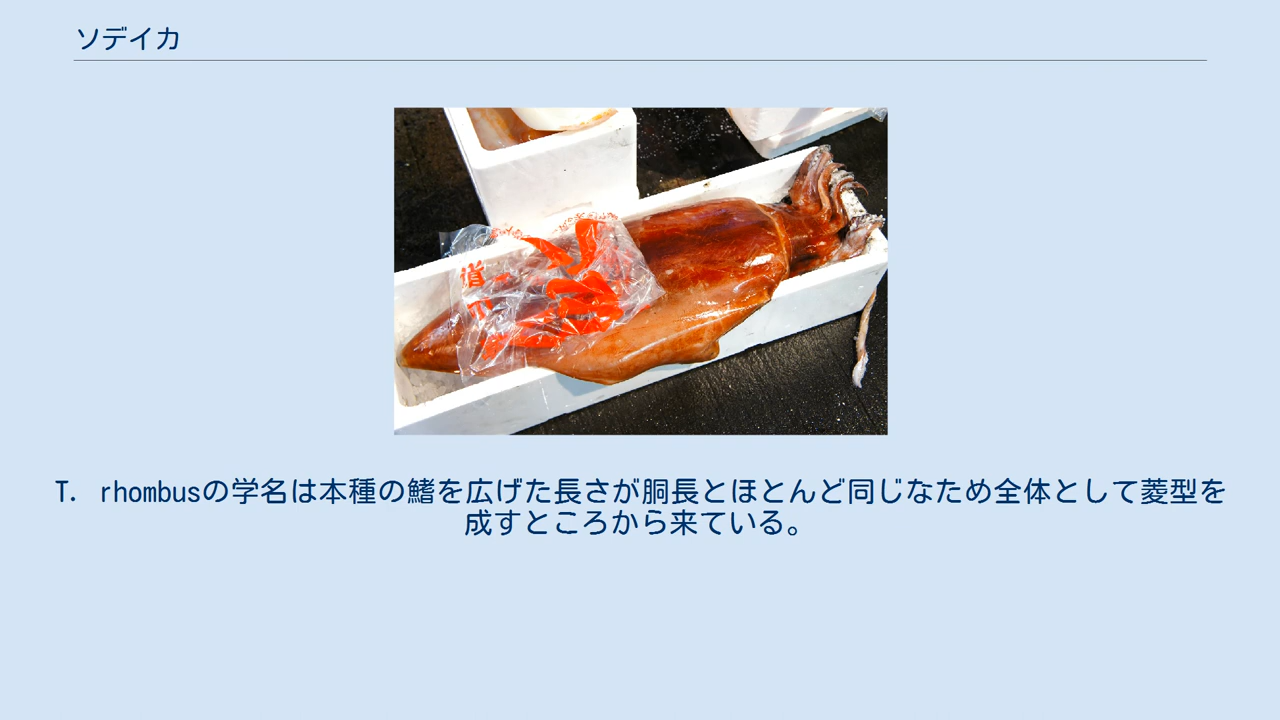 ソデイカ
道
T. rhombusの学名は本種の鰭を広げた長さが胴長とほとんど同じなため全体として菱型を
成すところから来ている。